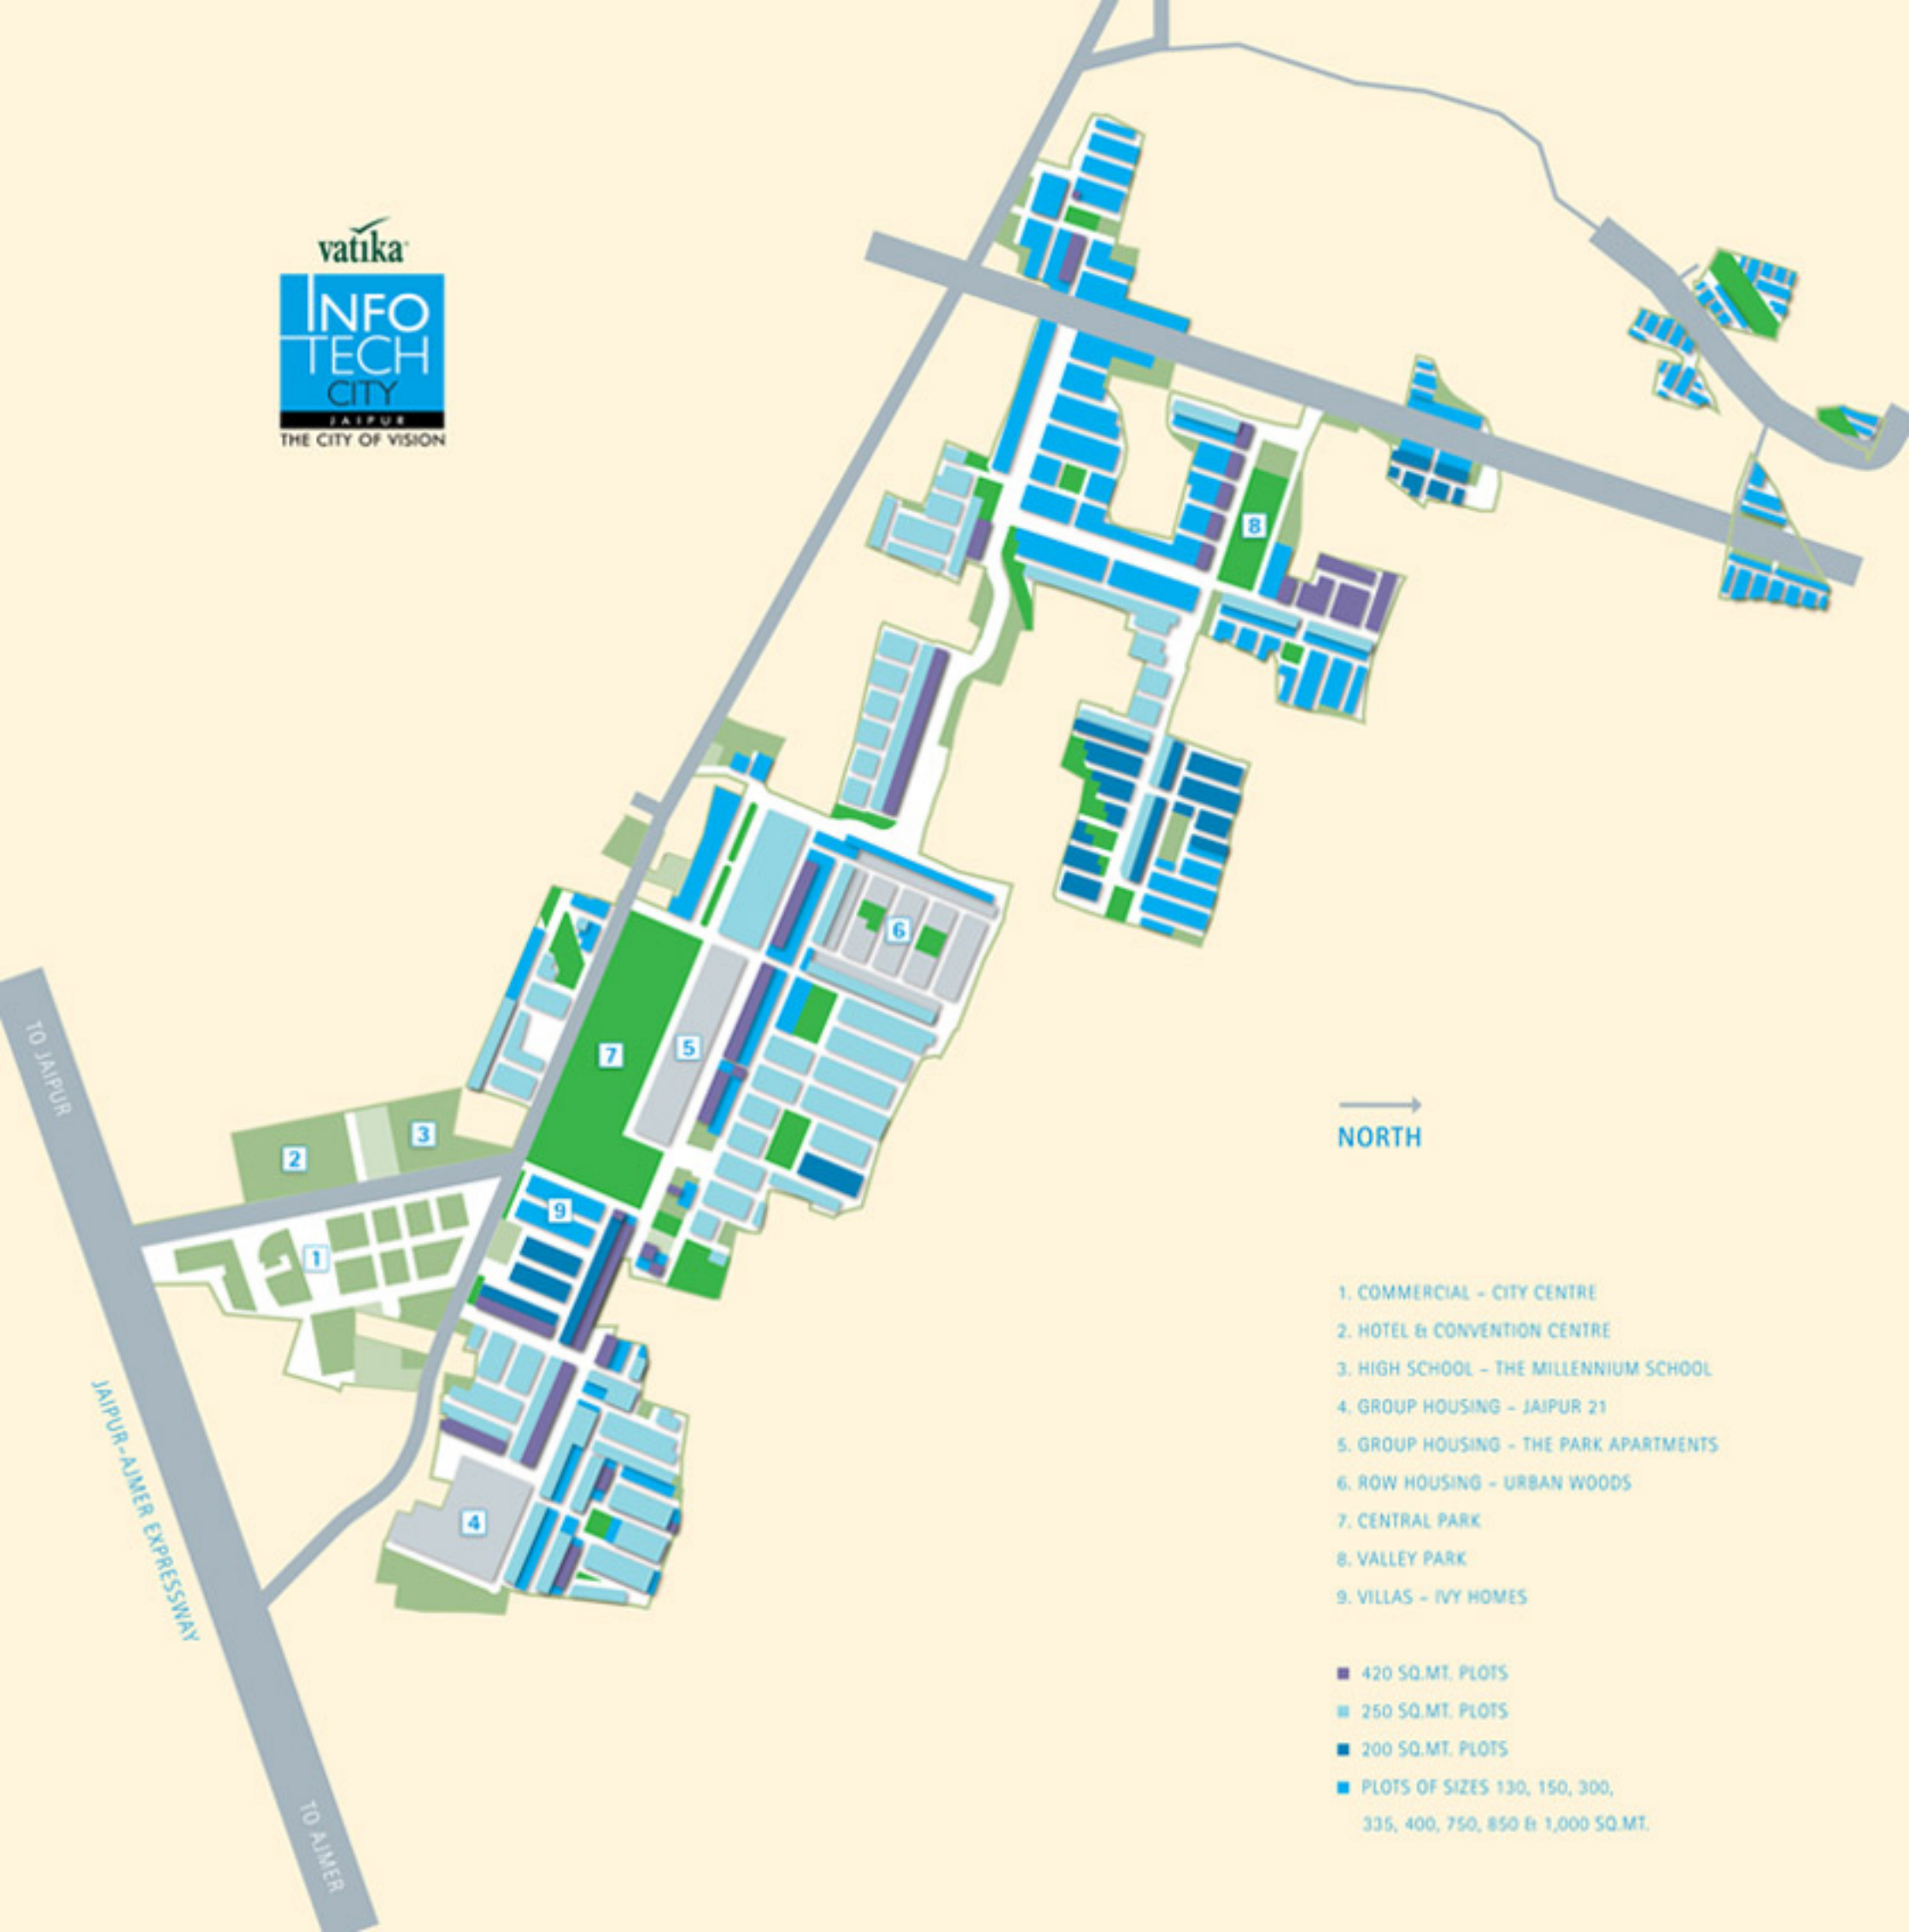 vatika
INFO
TECH
CITY
JAIPUR
THE CITY OF VISION
8
6
7
5
TO JAIPUR
3
2
9
1
JAIPUR-AJMER EXPRESSWAY
4
TO AJMER
NORTH
1. COMMERCIAL – CITY CENTRE
2. HOTEL & CONVENTION CENTRE
3. HIGH SCHOOL – THE MILLENNIUM SCHOOL
4. GROUP HOUSING – JAIPUR 21
5. GROUP HOUSING – THE PARK APARTMENTS
6. ROW HOUSING – URBAN WOODS
7. CENTRAL PARK
8. VALLEY PARK
9. VILLAS – IVY HOMES
420 SQ.MT. PLOTS
250 SQ.MT. PLOTS
200 SQ.MT. PLOTS
PLOTS OF SIZES 130, 150, 300,
335, 400, 750, 850 & 1,000 SQ.MT.